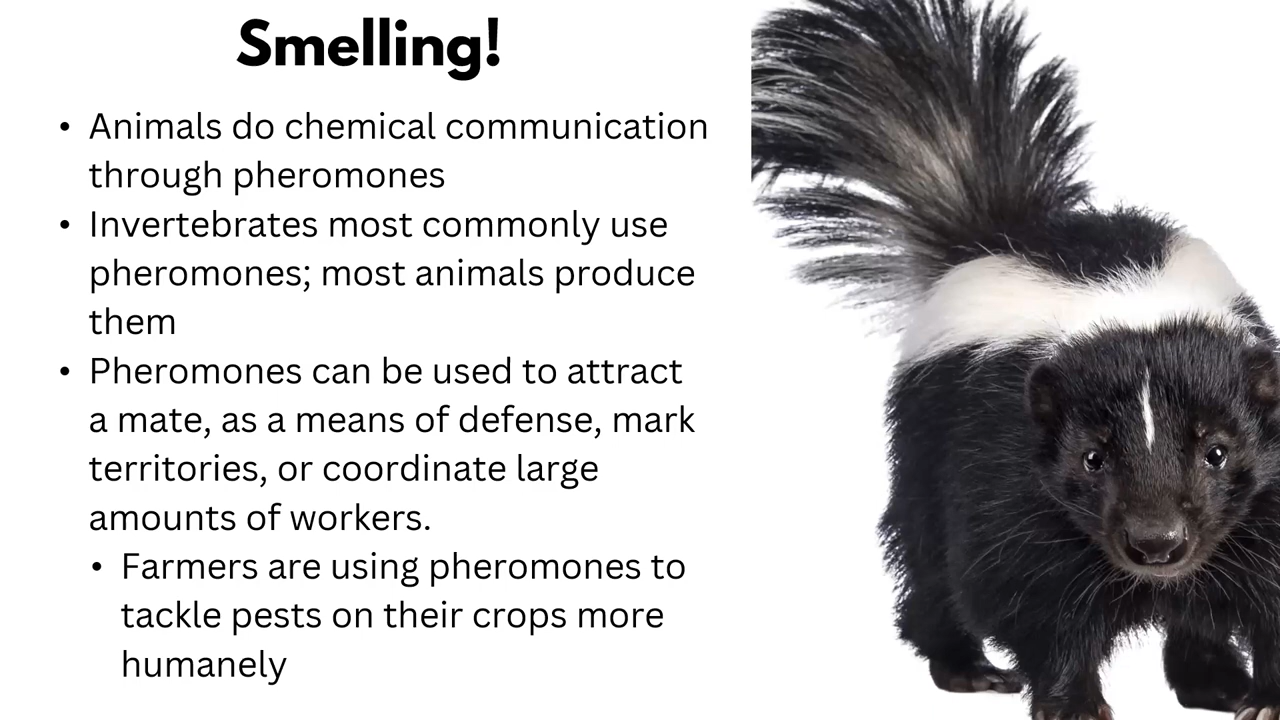 Smelling!
• Animals do chemical communication
through pheromones
• Invertebrates most commonly use
pheromones; most animals produce
them
• Pheromones can be used to attract
a mate, as a means of defense, mark
territories, or coordinate large
amounts of workers.
• Farmers are using pheromones to
tackle pests on their crops more
humanely